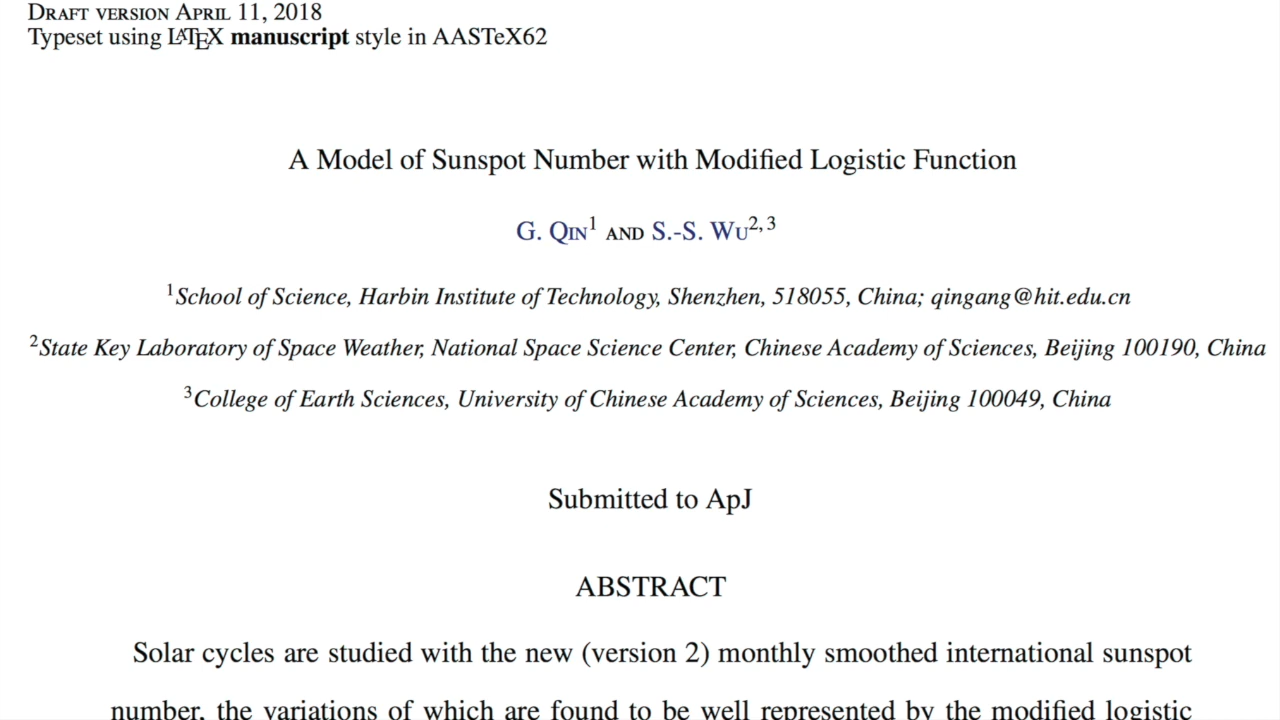 DRAFT VERSION APRIL 11, 2018
Typeset using LATEX manuscript style in AASTeX62
A Model of Sunspot Number with Modified Logistic Function
G. QIN1 AND S.-S. WU2, 3
1School of Science, Harbin Institute of Technology, Shenzhen, 518055, China; qingang@hit.edu.cn
2State Key Laboratory of Space Weather, National Space Science Center, Chinese Academy of Sciences, Beijing 100190, China
3College of Earth Sciences, University of Chinese Academy of Sciences, Beijing 100049, China
Submitted to ApJ
ABSTRACT
Solar cycles are studied with the new (version 2) monthly smoothed international sunspot
number, the variations of which are found to be well represented by the modified logistic